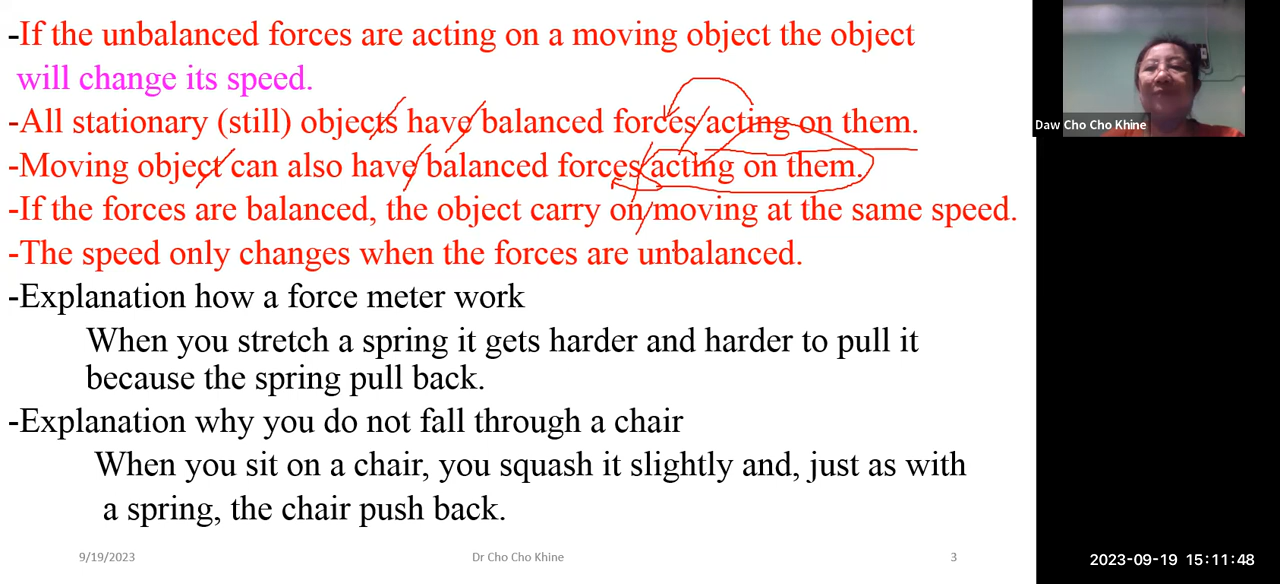 -If the unbalanced forces are acting on a moving object the object
will change its speed.
-All stationary (still) objects have balanced forces acting on them.
-Moving object can also have balanced forces acting on them.
-If the forces are balanced, the object carry on moving at the same speed.
-The speed only changes when the forces are unbalanced.
-Explanation how a force meter work
When you stretch a spring it gets harder and harder to pull it
because the spring pull back.
-Explanation why you do not fall through a chair
When you sit on a chair, you squash it slightly and, just as with
a spring, the chair push back.
9/19/2023
Dr Cho Cho Khine
3
Daw Cho Cho Khine
2023-09-19 15:11:48